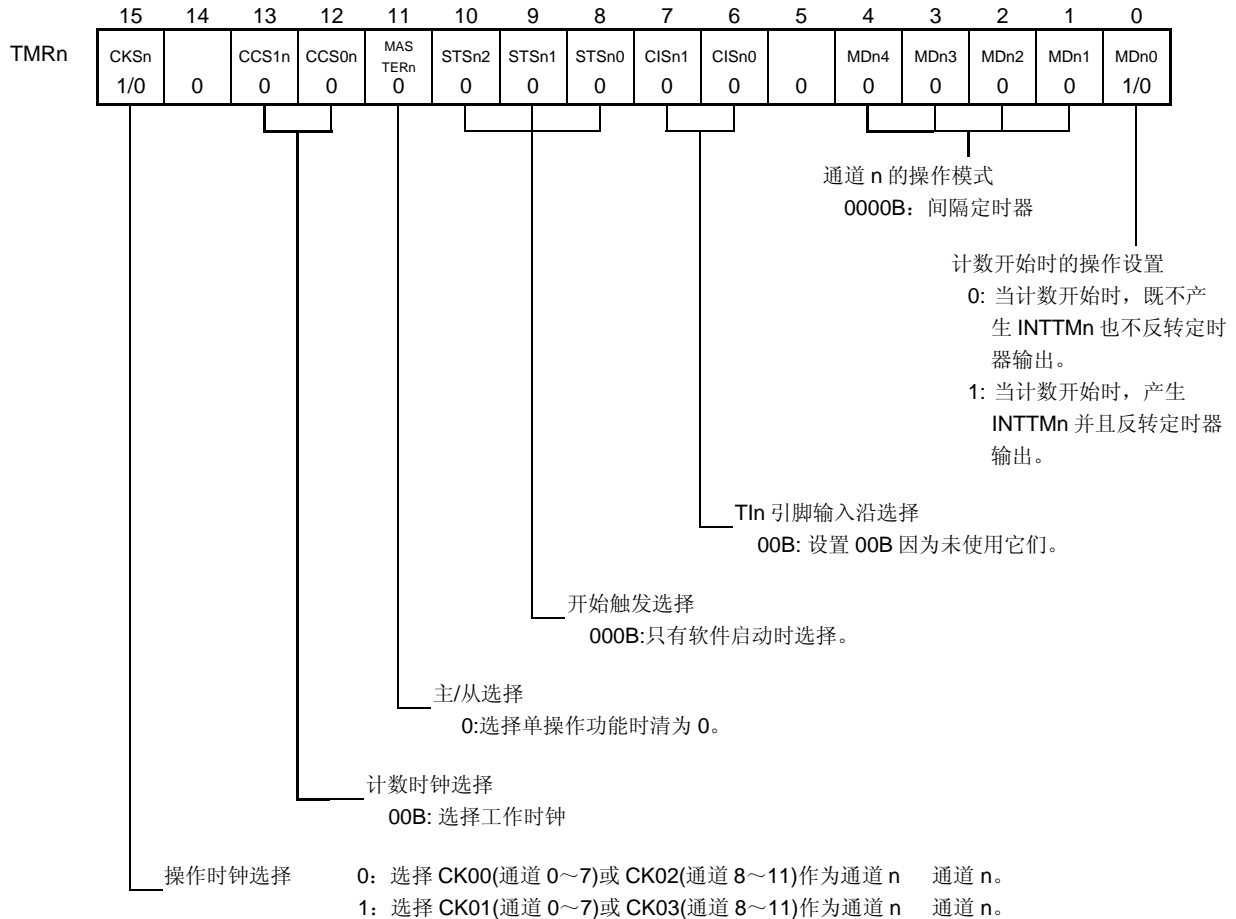 15 14 13 12 11 10 9 8 7 6 5 4 3 2 1 0
TMRn CKSn CCS1n CCS0n MAS TERn STSn2 STSn1 STSn0 CISn1 CISn0 MDn4 MDn3 MDn2 MDn1 MDn0
1/0 0 0 0 0 0 0 0 0 0 0 0 0 0 0 1/0
通道 n 的操作模式
0000B：间隔定时器
计数开始时的操作设置
0: 当计数开始时，既不产
生 INTTMn 也不反转定时
器输出。
1: 当计数开始时，产生
INTTMn 并且反转定时器
输出。
TIn 引脚输入沿选择
00B: 设置 00B 因为未使用它们。
开始触发选择
000B:只有软件启动时选择。
主/从选择
0:选择单操作功能时清为 0。
计数时钟选择
00B: 选择工作时钟
操作时钟选择 0：选择 CK00(通道 0～7)或 CK02(通道 8～11)作为通道 n 通道 n。
1：选择 CK01(通道 0～7)或 CK03(通道 8～11)作为通道 n 通道 n。